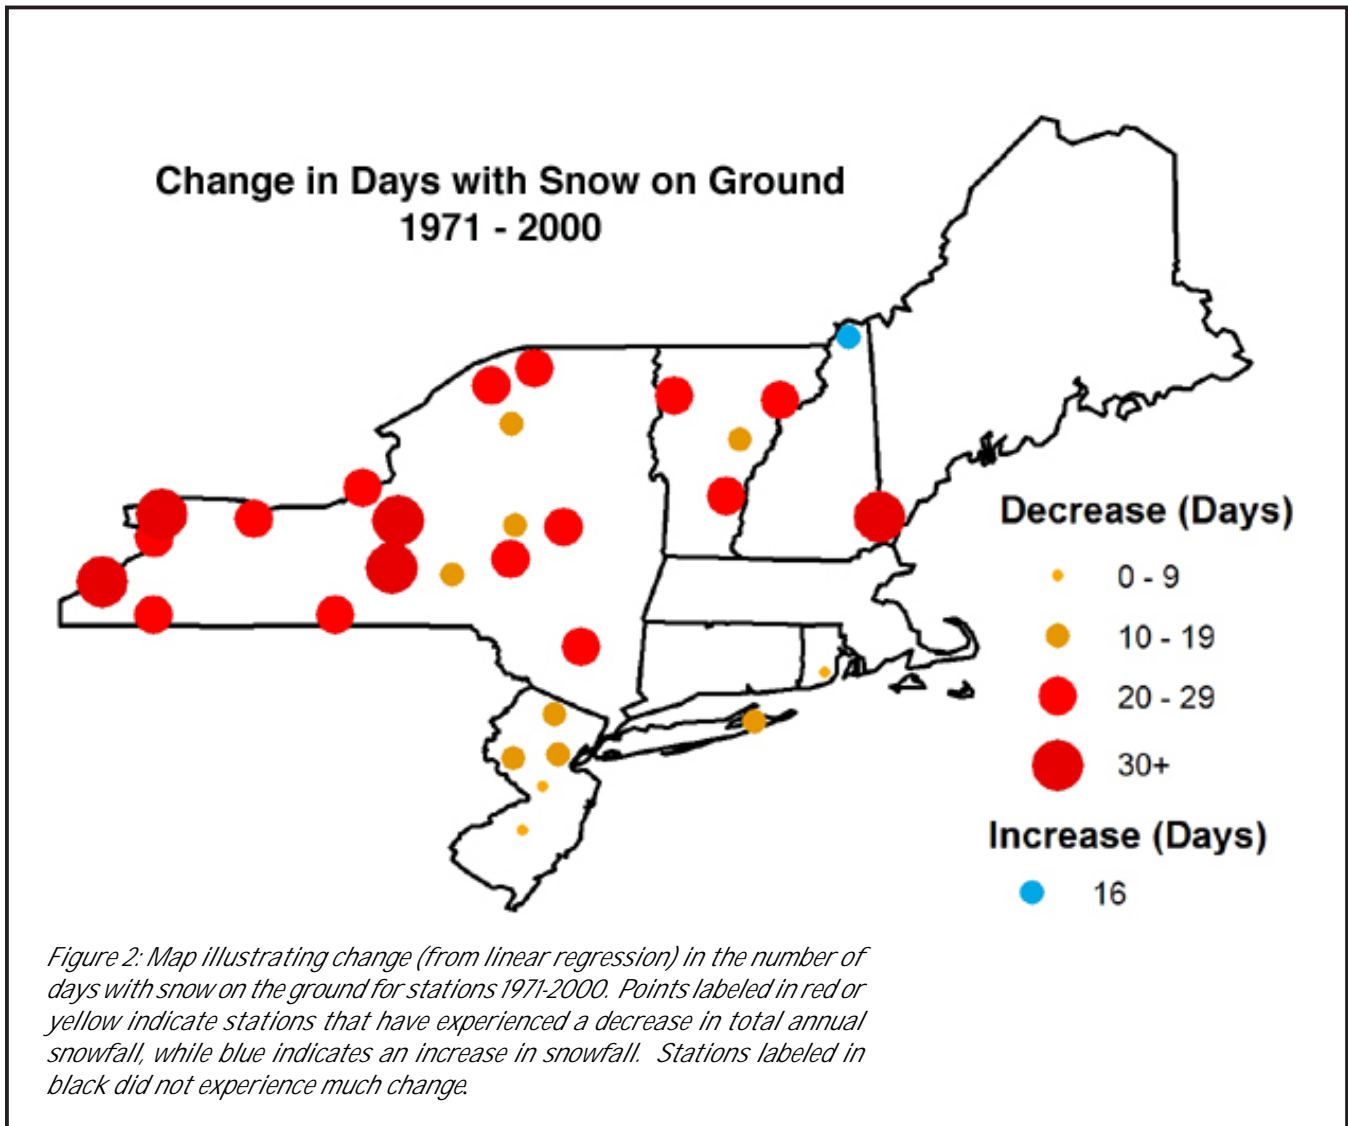 Change in Days with Snow on Ground
1971 - 2000
Decrease (Days)
0 - 9
10 - 19
20 - 29
30+
Increase (Days)
16
Figure 2: Map illustrating change (from linear regression) in the number of
days with snow on the ground for stations 1971-2000. Points labeled in red or
yellow indicate stations that have experienced a decrease in total annual
snowfall, while blue indicates an increase in snowfall. Stations labeled in
black did not experience much change.